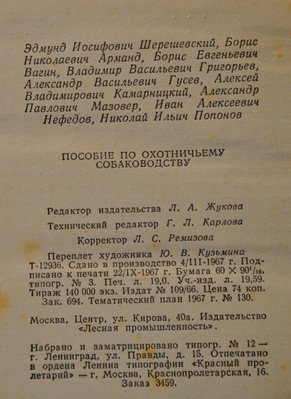 Эдмунд Иосифович Шерешевский, Борис
Николаевич Арманд, Борис Евгеньевич
Вагин, Владимир Васильевич Григорьев,
Александр Васильевич Гусев, Алексей
Владимирович Камарницкий, Александр
Павлович Мазовер, Иван Алексеевич
Нефедов, Николай Ильич Попонов
ПОСОБИЕ ПО ОХОТНИЧЬЕМУ
СОБАКОВОДСТВУ
Редактор издательства Л. А. Жукова
Технический редактор Г. Л. Карлова
Корректор Л. С. Ремизова
Переплет художника Ю. В. Кузьмина
Т-12936. Сдано в производство 4/III-1967 г. Под-
писано к печати 22/IX-1967 г. Бумага 60 × 90¹/₁₆,
типогр. № 3. Печ. л. 19,0. Уч.-изд. л. 19,59.
Тираж 140 000 экз. Издат № 109/66. Цена 74 коп.
Зак. 694. Тематический план 1967 г. № 130.
Москва, Центр, ул. Кирова, 40а. Издательство
«Лесная промышленность».
Набрано и заматрицировано типогр. № 12 —
г. Ленинград, ул. Правды, д. 15. Отпечатано
в ордена Ленина типографии «Красный про-
летарий» — г. Москва, Краснопролетарская, 16.
Заказ 3459.